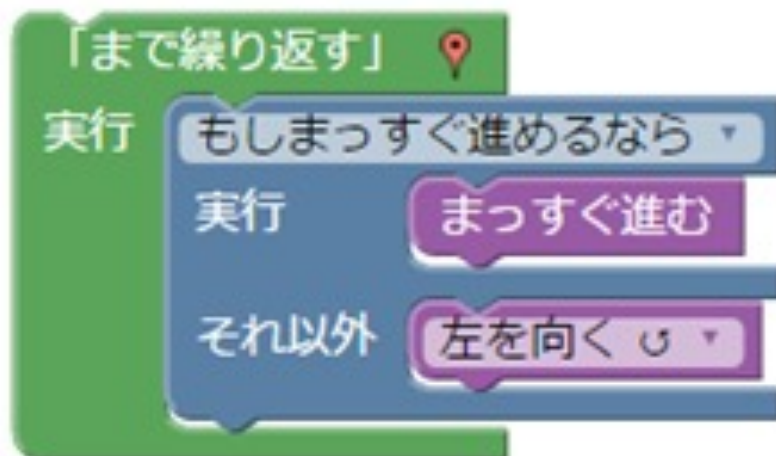 「まで繰り返す」
実行 もしまっすぐ進めるなら
実行 まっすぐ進む
それ以外 左を向く ↺